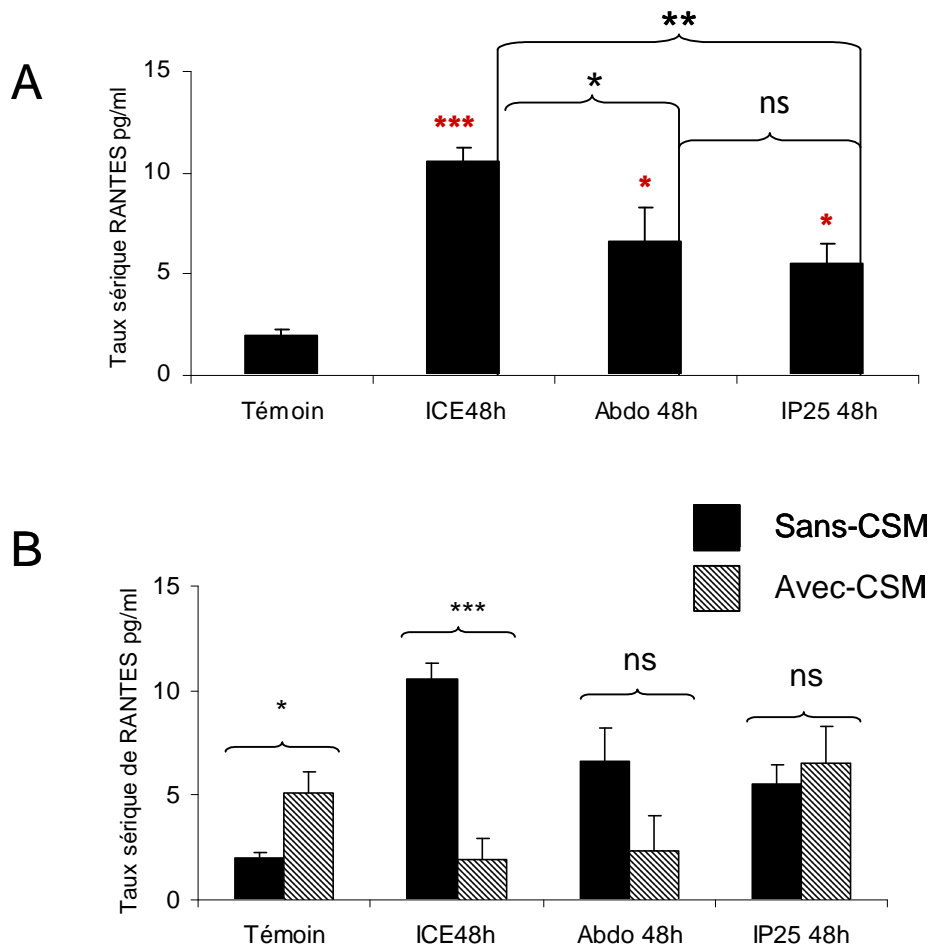 A
Taux sérique RANTES pg/ml
15
10
5
0
***
*
*
**
*
ns
Témoin
ICE48h
Abdo 48h
IP25 48h
B
Sans-CSM
Avec-CSM
Taux sérique de RANTES pg/ml
15
10
5
0
*
***
ns
ns
Témoin
ICE48h
Abdo 48h
IP25 48h